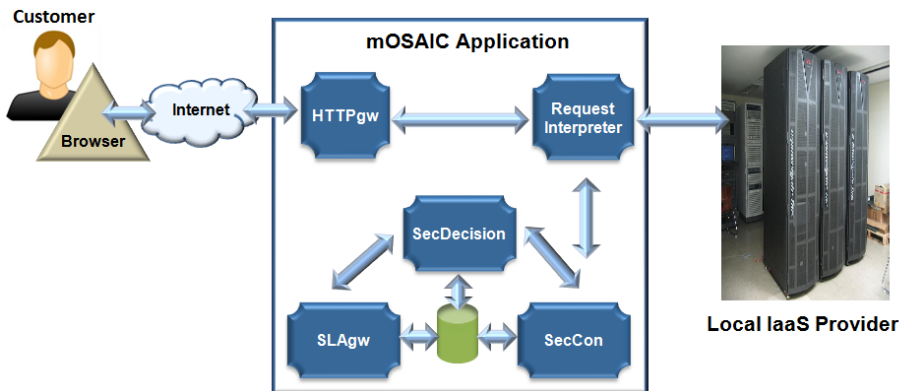 Customer
Browser
Internet
mOSAIC Application
HTTPgw
Request
Interpreter
SecDecision
SLAgw
SecCon
Local IaaS Provider